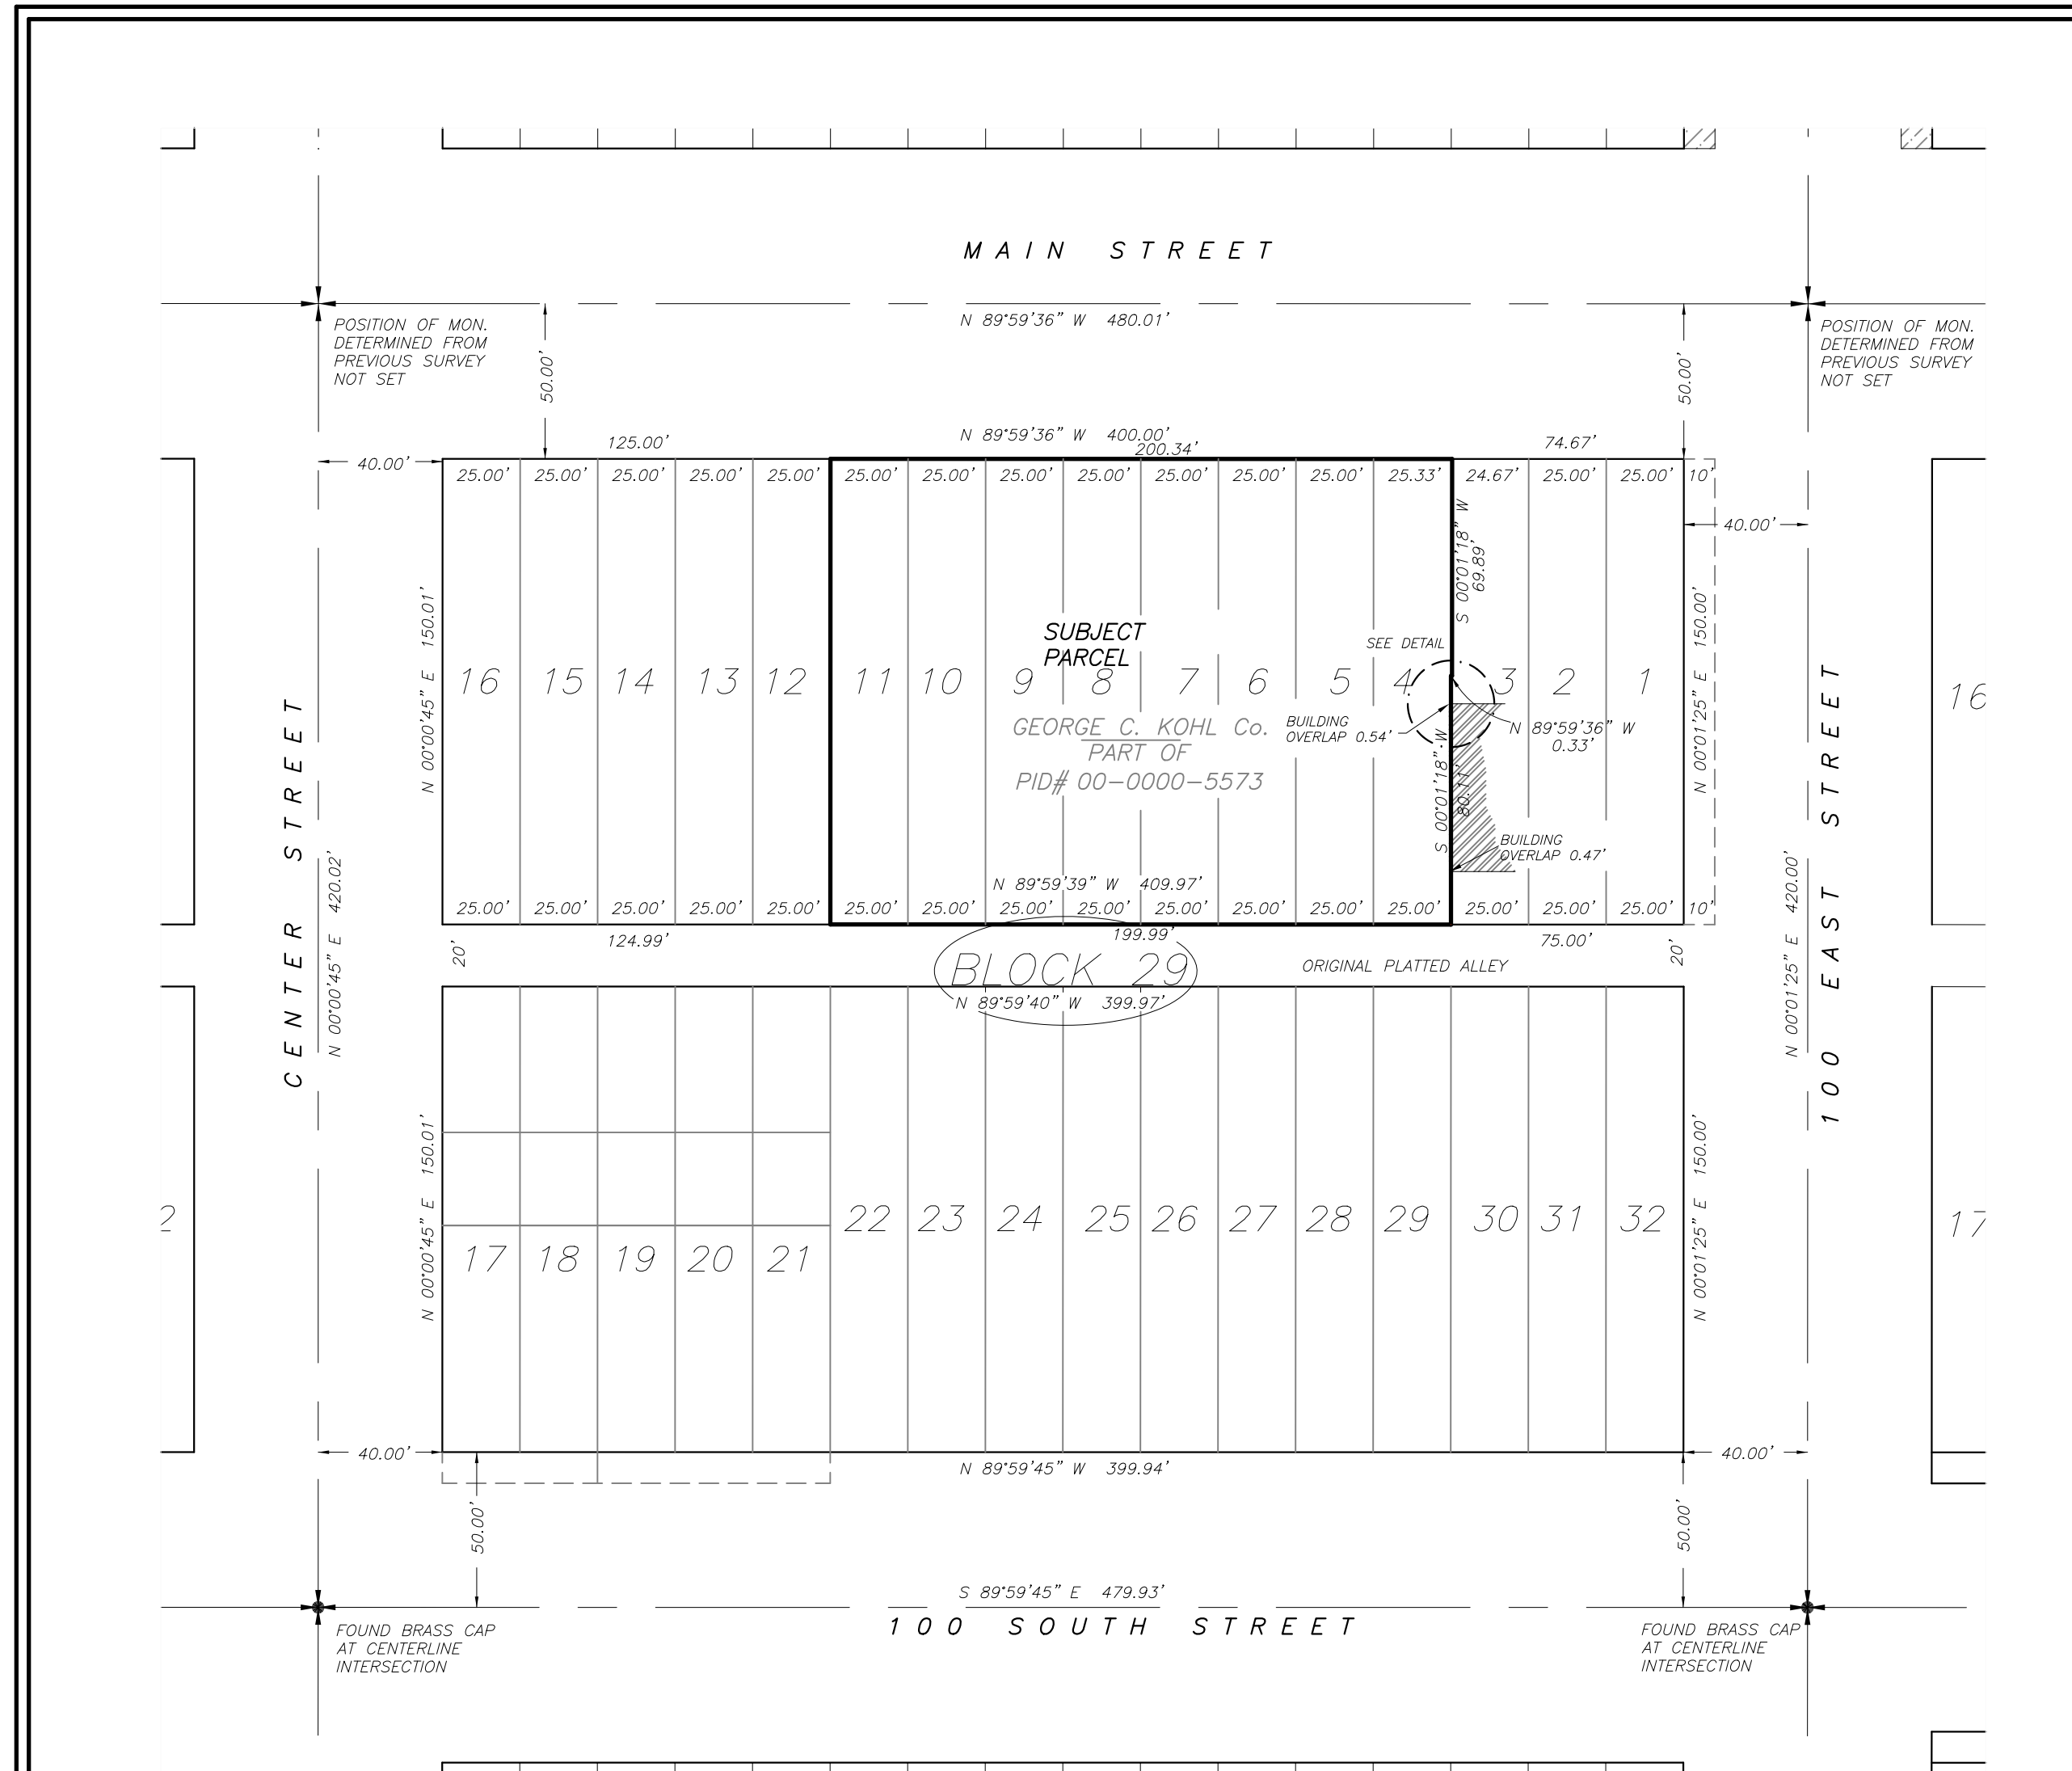 MAIN STREET
N 89°59'36" W 480.01'
POSITION OF MON.
DETERMINED FROM
PREVIOUS SURVEY
NOT SET
50.00'
50.00'
POSITION OF MON.
DETERMINED FROM
PREVIOUS SURVEY
NOT SET
N 89°59'36" W 400.00'
125.00'
200.34'
74.67'
40.00'
25.00' 25.00' 25.00' 25.00' 25.00' 25.00' 25.00' 25.00' 25.00' 25.00' 25.00' 25.00' 25.33' 24.67' 25.00' 25.00' 10'
40.00'
S 00°01'18" W
69.89'
N 00°00'45" E 150.01'
N 00°01'25" E 150.00'
SUBJECT
PARCEL
SEE DETAIL
16 15 14 13 12 11 10 9 8 7 6 5 4 3 2 1
16
GEORGE C. KOHL Co.
PART OF
PID# 00-0000-5573
BUILDING
OVERLAP 0.54'
N 89°59'36" W
0.33'
S 00°01'18" W
80.11'
BUILDING
OVERLAP 0.47'
CENTER STREET
N 00°00'45" E 420.02'
N 00°01'25" E 420.00'
100 EAST STREET
N 89°59'39" W 409.97'
25.00' 25.00' 25.00' 25.00' 25.00' 25.00' 25.00' 25.00' 25.00' 25.00' 25.00' 25.00' 25.00' 25.00' 25.00' 25.00' 10'
124.99'
199.99'
75.00'
20'
20'
BLOCK 29
ORIGINAL PLATTED ALLEY
N 89°59'40" W 399.97'
N 00°00'45" E 150.01'
N 00°01'25" E 150.00'
2
22 23 24 25 26 27 28 29 30 31 32
17
17 18 19 20 21
40.00'
N 89°59'45" W 399.94'
40.00'
50.00'
50.00'
S 89°59'45" E 479.93'
100 SOUTH STREET
FOUND BRASS CAP
AT CENTERLINE
INTERSECTION
FOUND BRASS CAP
AT CENTERLINE
INTERSECTION